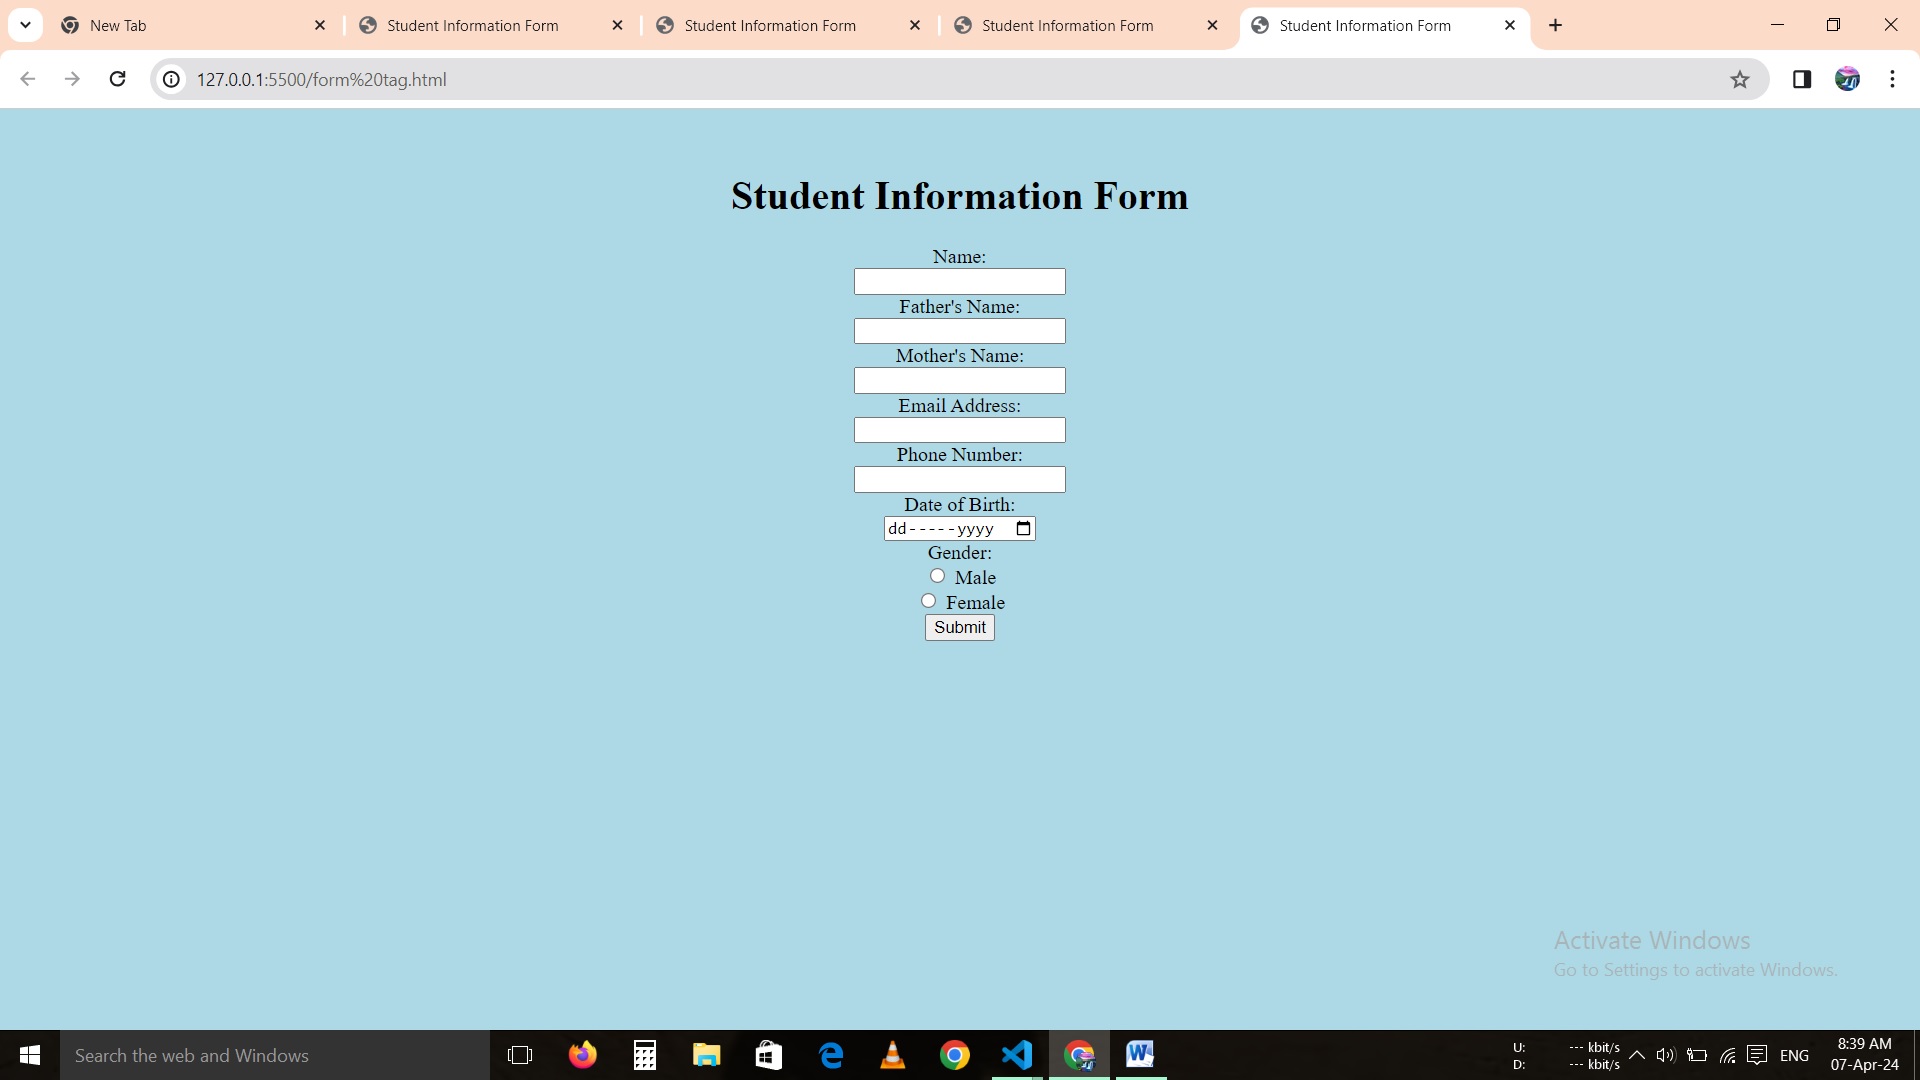 New Tab
Student Information Form
Student Information Form
Student Information Form
Student Information Form
127.0.0.1:5500/form%20tag.html
Student Information Form
Name:
Father's Name:
Mother's Name:
Email Address:
Phone Number:
Date of Birth:
dd-----yyyy
Gender:
Male
Female
Submit
Activate Windows
Go to Settings to activate Windows.
Search the web and Windows
U: --- kbit/s
D: --- kbit/s
ENG
8:39 AM
07-Apr-24